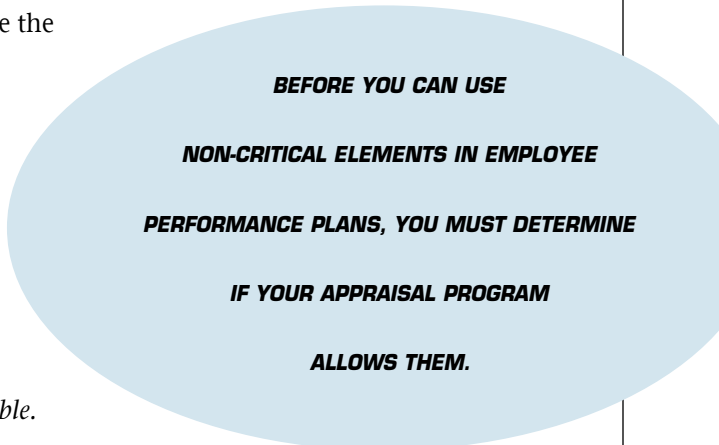 e the
BEFORE YOU CAN USE
NON-CRITICAL ELEMENTS IN EMPLOYEE
PERFORMANCE PLANS, YOU MUST DETERMINE
IF YOUR APPRAISAL PROGRAM
ALLOWS THEM.
ble.